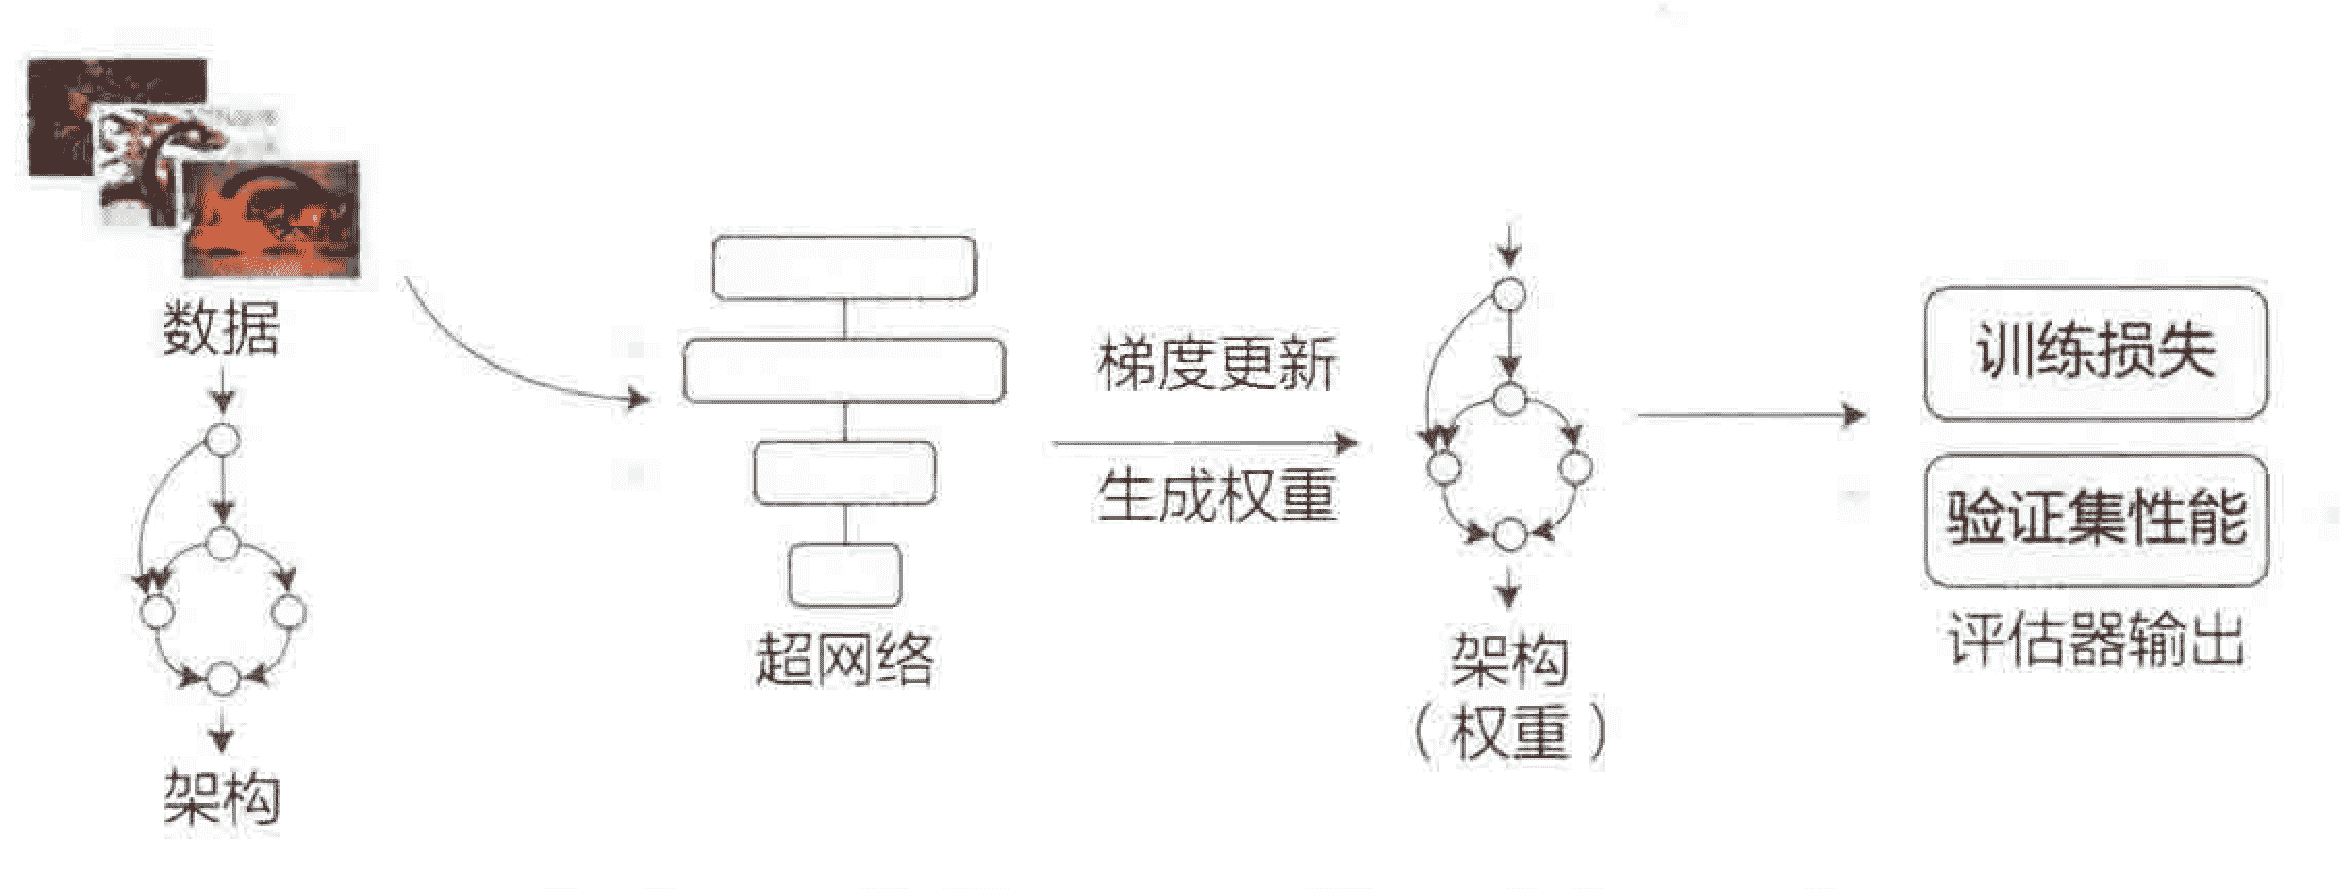 数据
架构
超网络
梯度更新
生成权重
架构
（权重）
训练损失
验证集性能
评估器输出